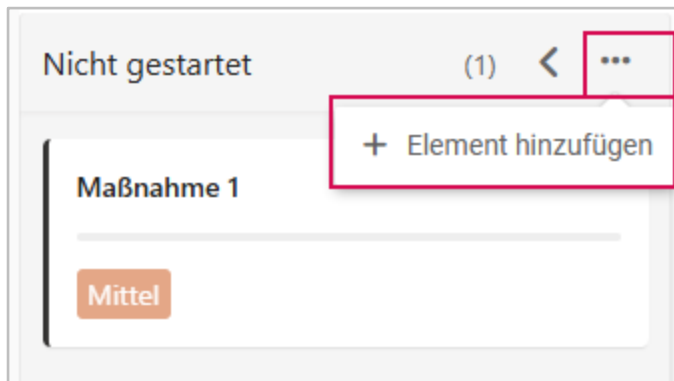 Nicht gestartet (1)
+ Element hinzufügen
Maßnahme 1
Mittel